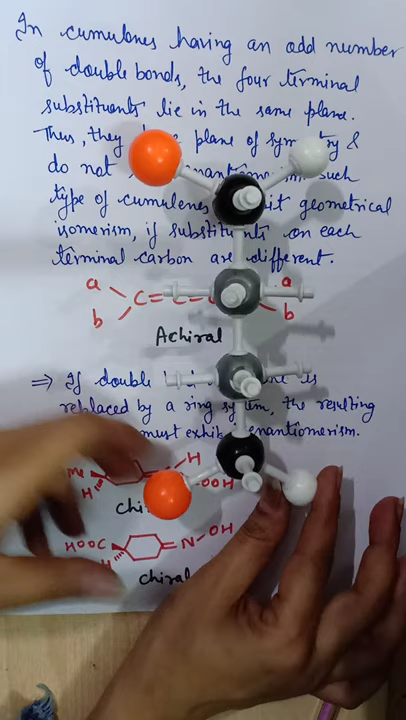 In cumulenes having an odd number
of double bonds, the four terminal
substituents lie in the same plane.
Thus, they plane of &
do not such
type of cumulenes geometrical
isomerism, if substituents on each
terminal carbon are different.
a a
C=
b b
Achiral
⇒ If double is
replaced by a ring system, the resulting
must exhibit enantiomerism.
Me H
H OOH
HOOC N-OH
H
chiral